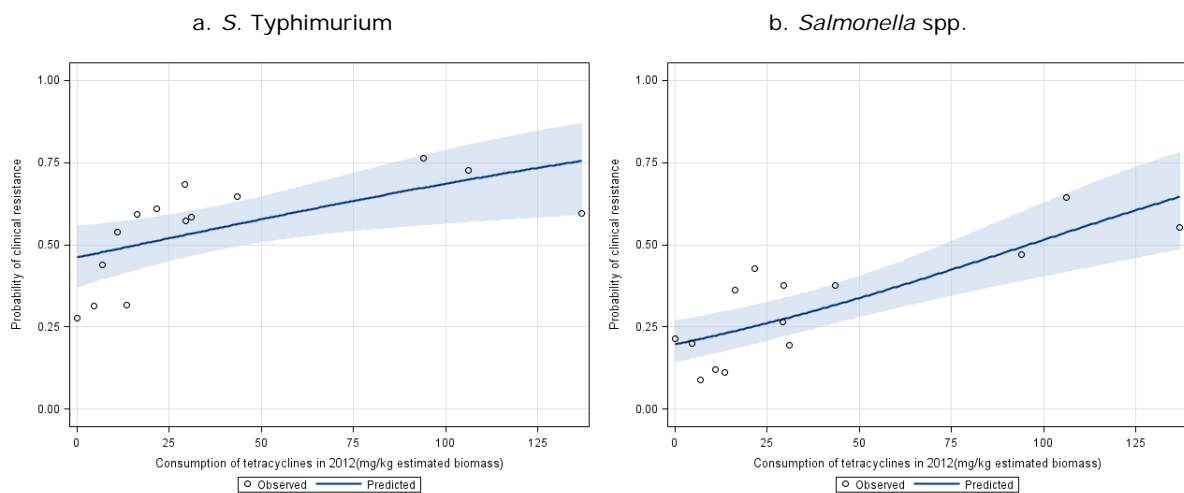 a. S. Typhimurium
b. Salmonella spp.
1.00
0.75
0.50
0.25
0.00
Probability of clinical resistance
0
25
50
75
100
125
Consumption of tetracyclines in 2012(mg/kg estimated biomass)
Observed Predicted
1.00
0.75
0.50
0.25
0.00
Probability of clinical resistance
0
25
50
75
100
125
Consumption of tetracyclines in 2012(mg/kg estimated biomass)
Observed Predicted